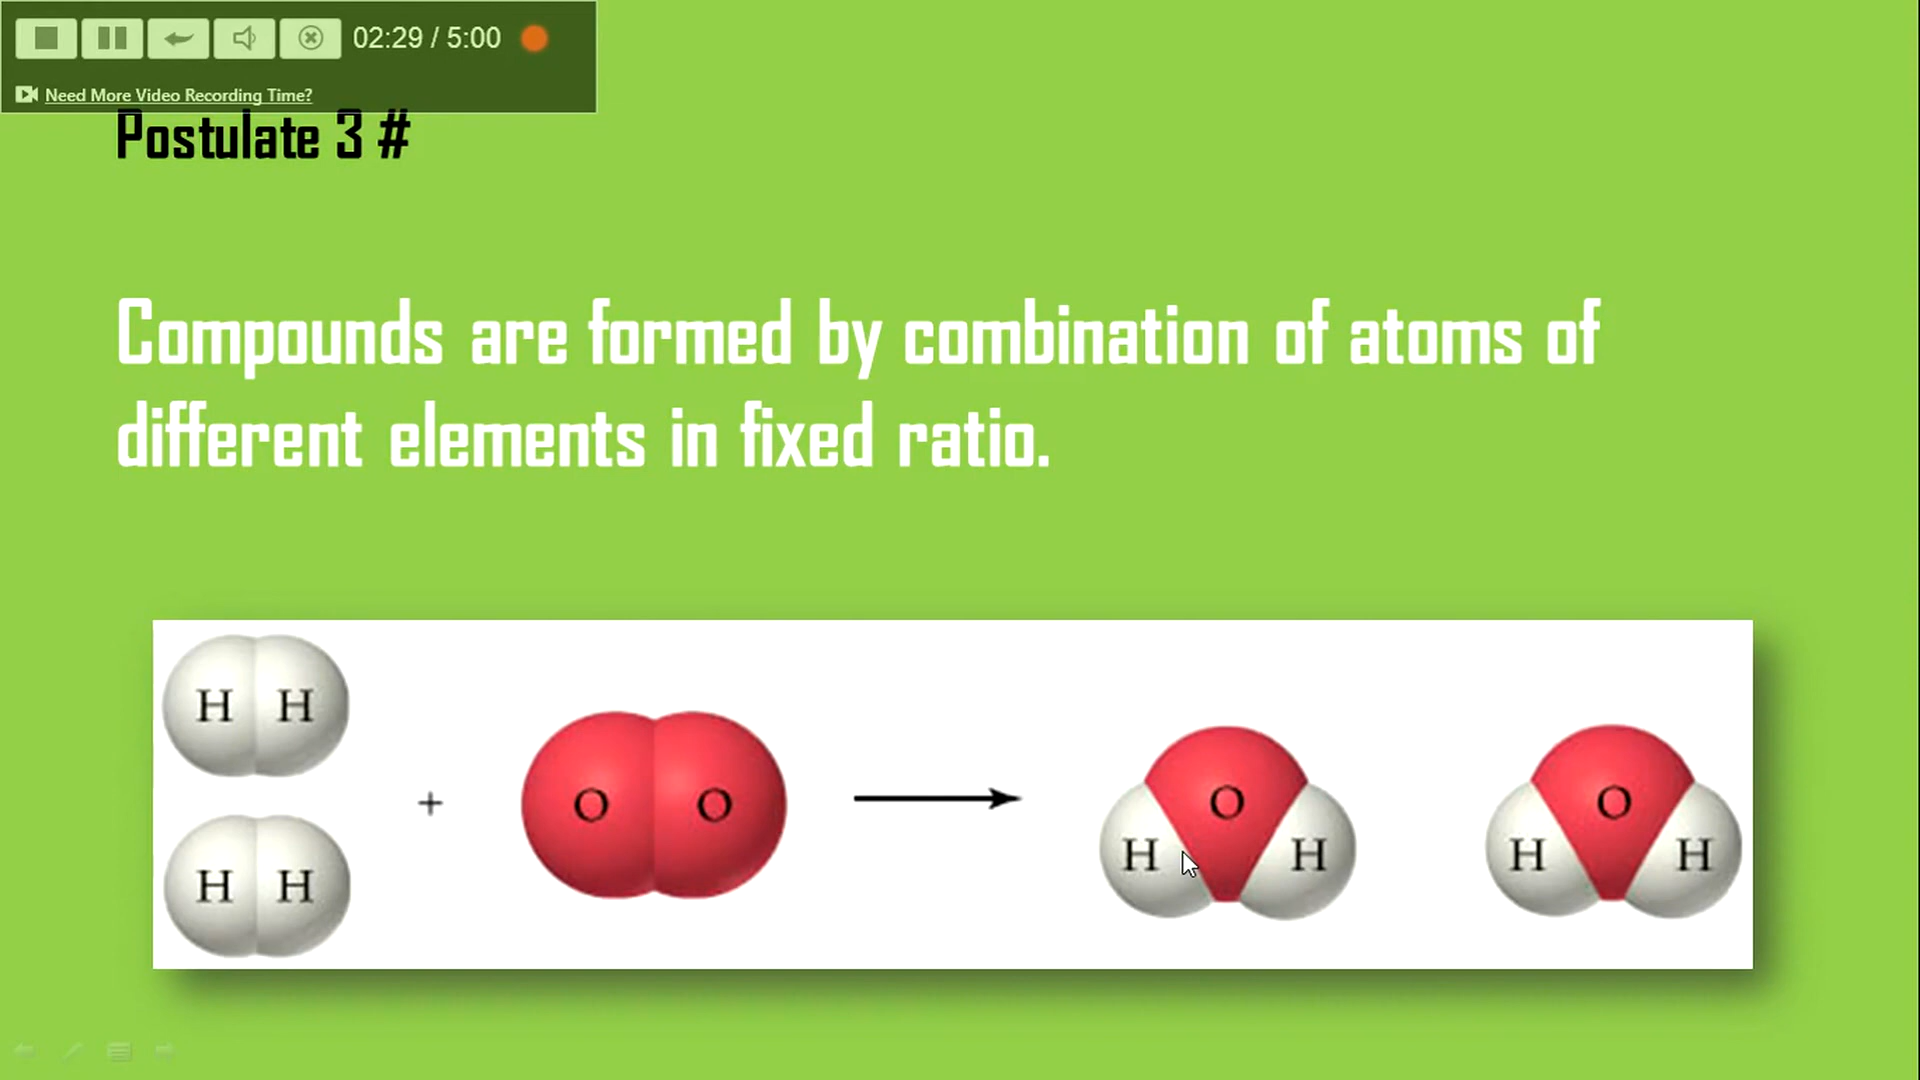 02:29 / 5:00
Need More Video Recording Time?
Postulate 3 #
Compounds are formed by combination of atoms of
different elements in fixed ratio.
H H
H H
+
O O
H O H
H O H